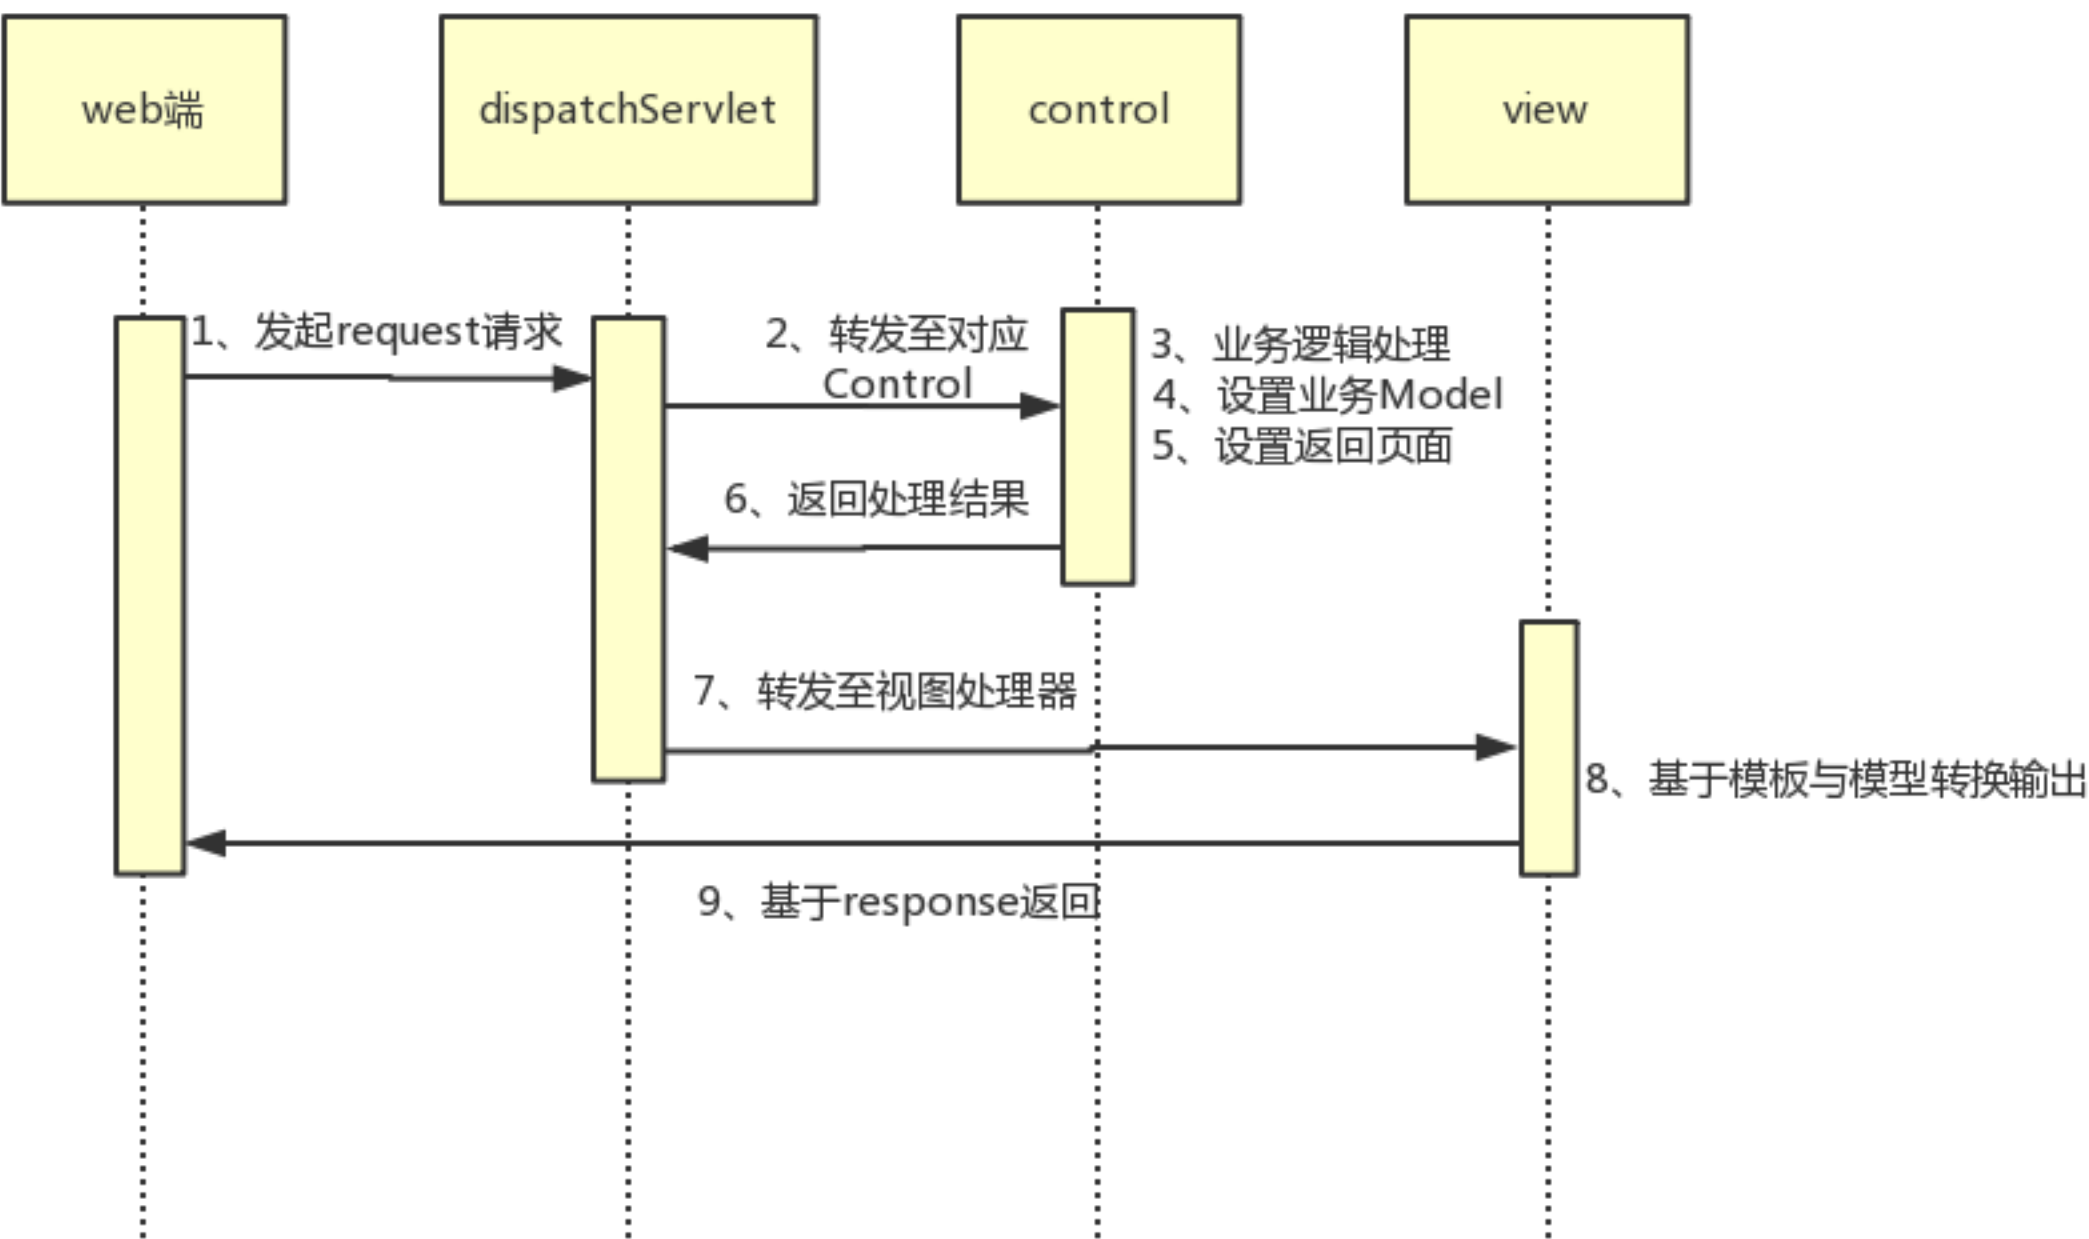 web端
dispatchServlet
control
view
1、发起request请求
2、转发至对应
Control
3、业务逻辑处理
4、设置业务Model
5、设置返回页面
6、返回处理结果
7、转发至视图处理器
8、基于模板与模型转换输出
9、基于response返回